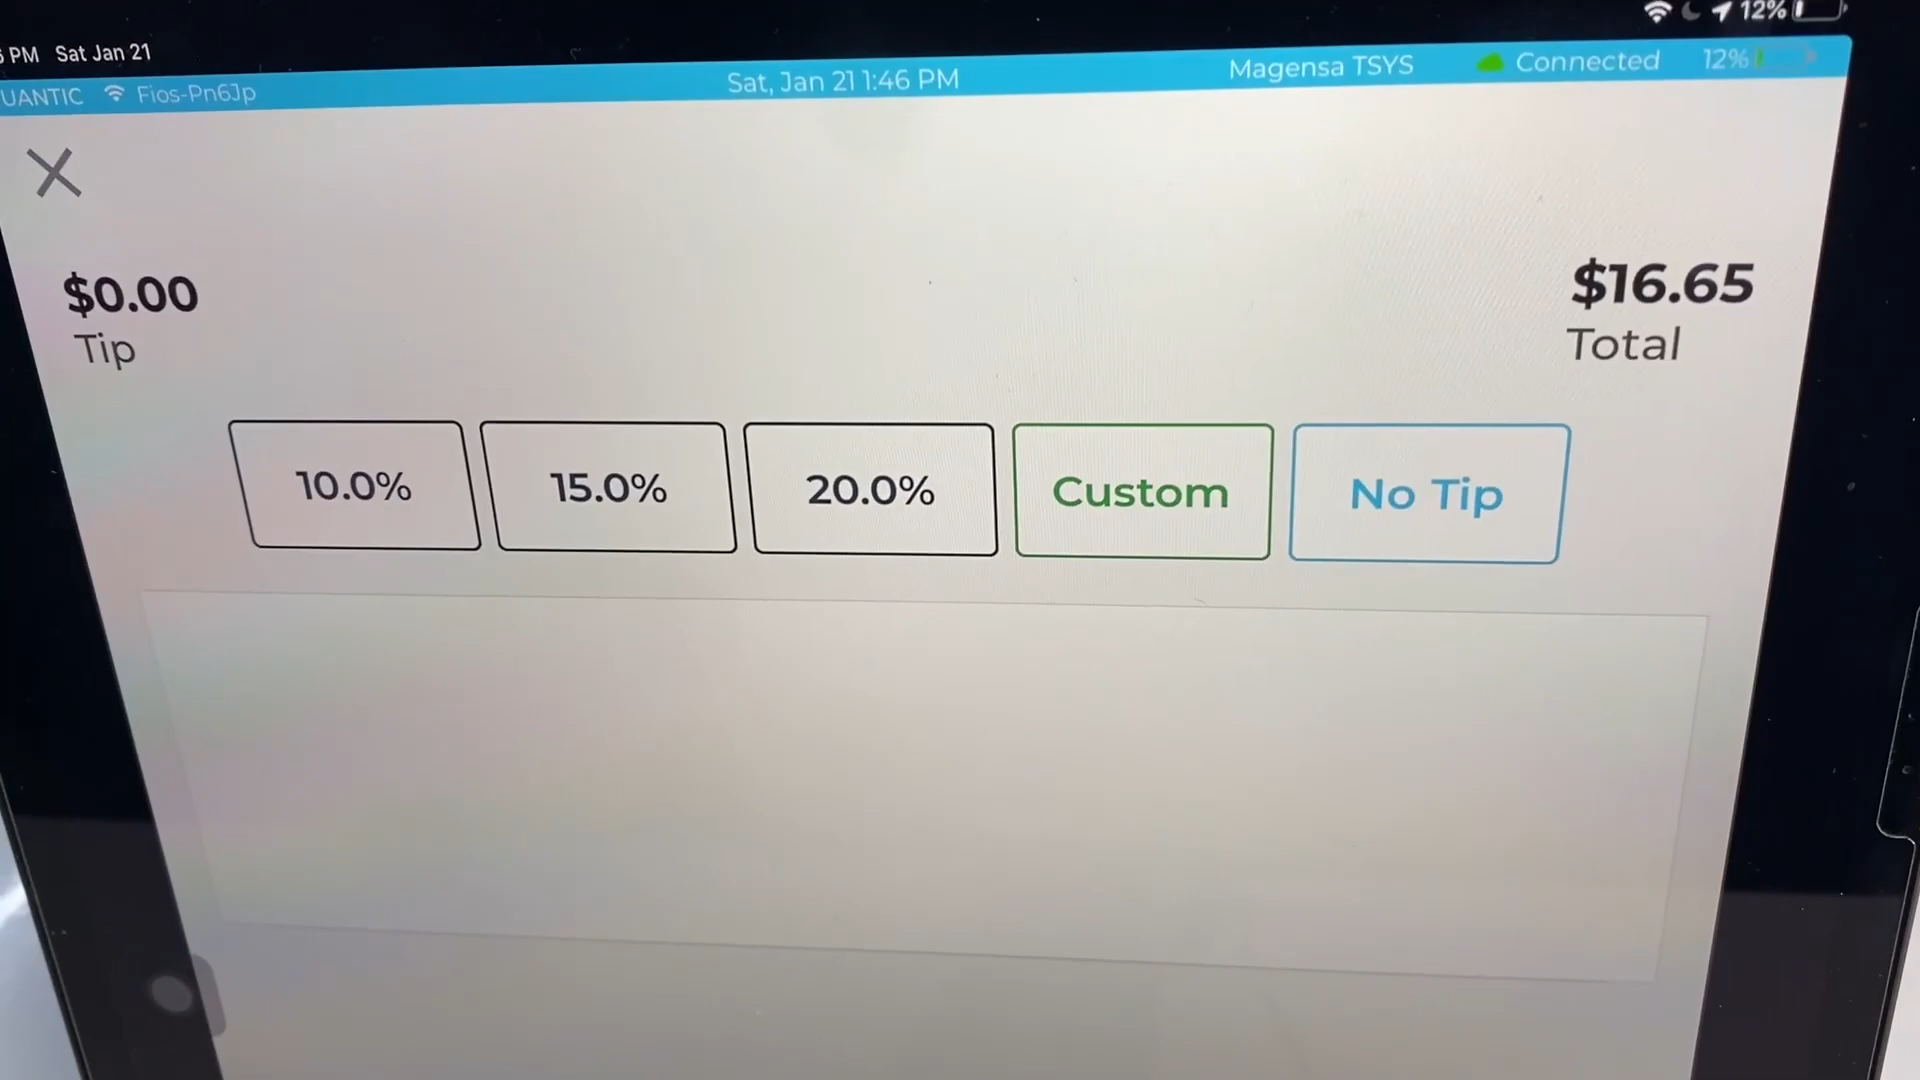 PM Sat Jan 21
12%
UANTIC Fios-Pn6Jp
Sat, Jan 21 1:46 PM
Magensa TSYS
Connected
12%
$0.00
Tip
$16.65
Total
10.0%
15.0%
20.0%
Custom
No Tip